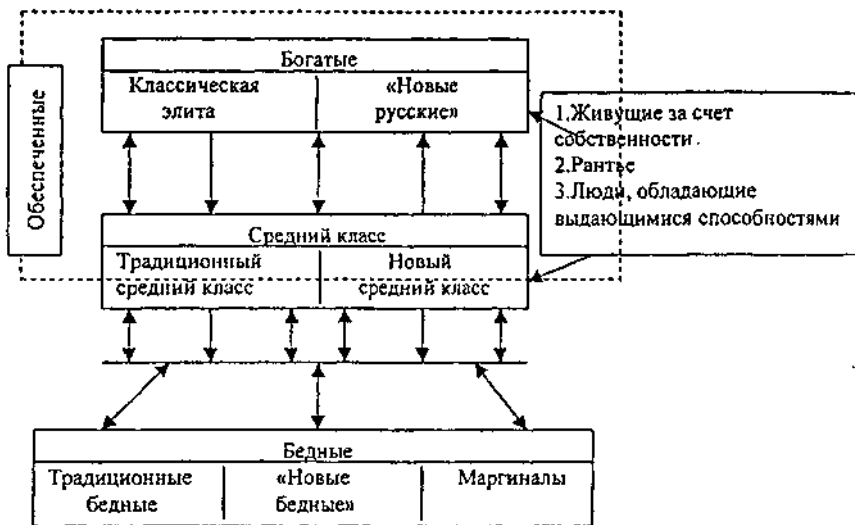 Богатые
Классическая
элита
«Новые
русские»
Обеспеченные
1.Живущие за счет
собственности.
2.Рантье
3.Люди, обладающие
выдающимися способностями
Средний класс
Традиционный
средний класс
Новый
средний класс
Бедные
Традиционные
бедные
«Новые
бедные»
Маргиналы